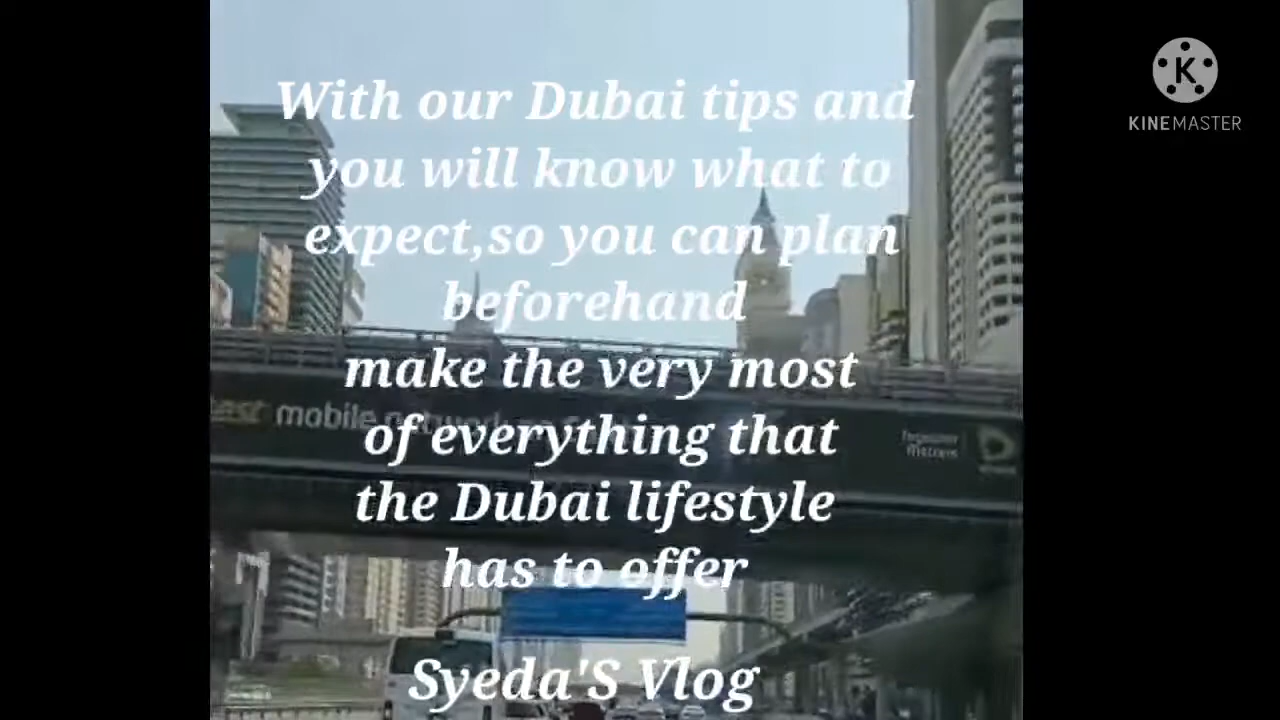 With our Dubai tips and
you will know what to
expect,so you can plan
beforehand
make the very most
of everything that
the Dubai lifestyle
has to offer
Syeda'S Vlog
K
KINEMASTER
mobile